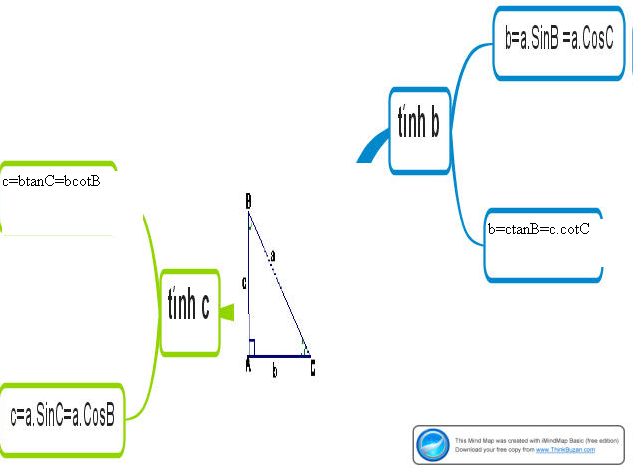 b=a.SinB =a.CosC
tính b
b=ctanB=c.cotC
c=btanC=bcotB
tính c
c=a.SinC=a.CosB
B
a
c
A
b
C
This Mind Map was created with iMindMap Basic (free edition)
Download your free copy from www.ThinkBuzan.com